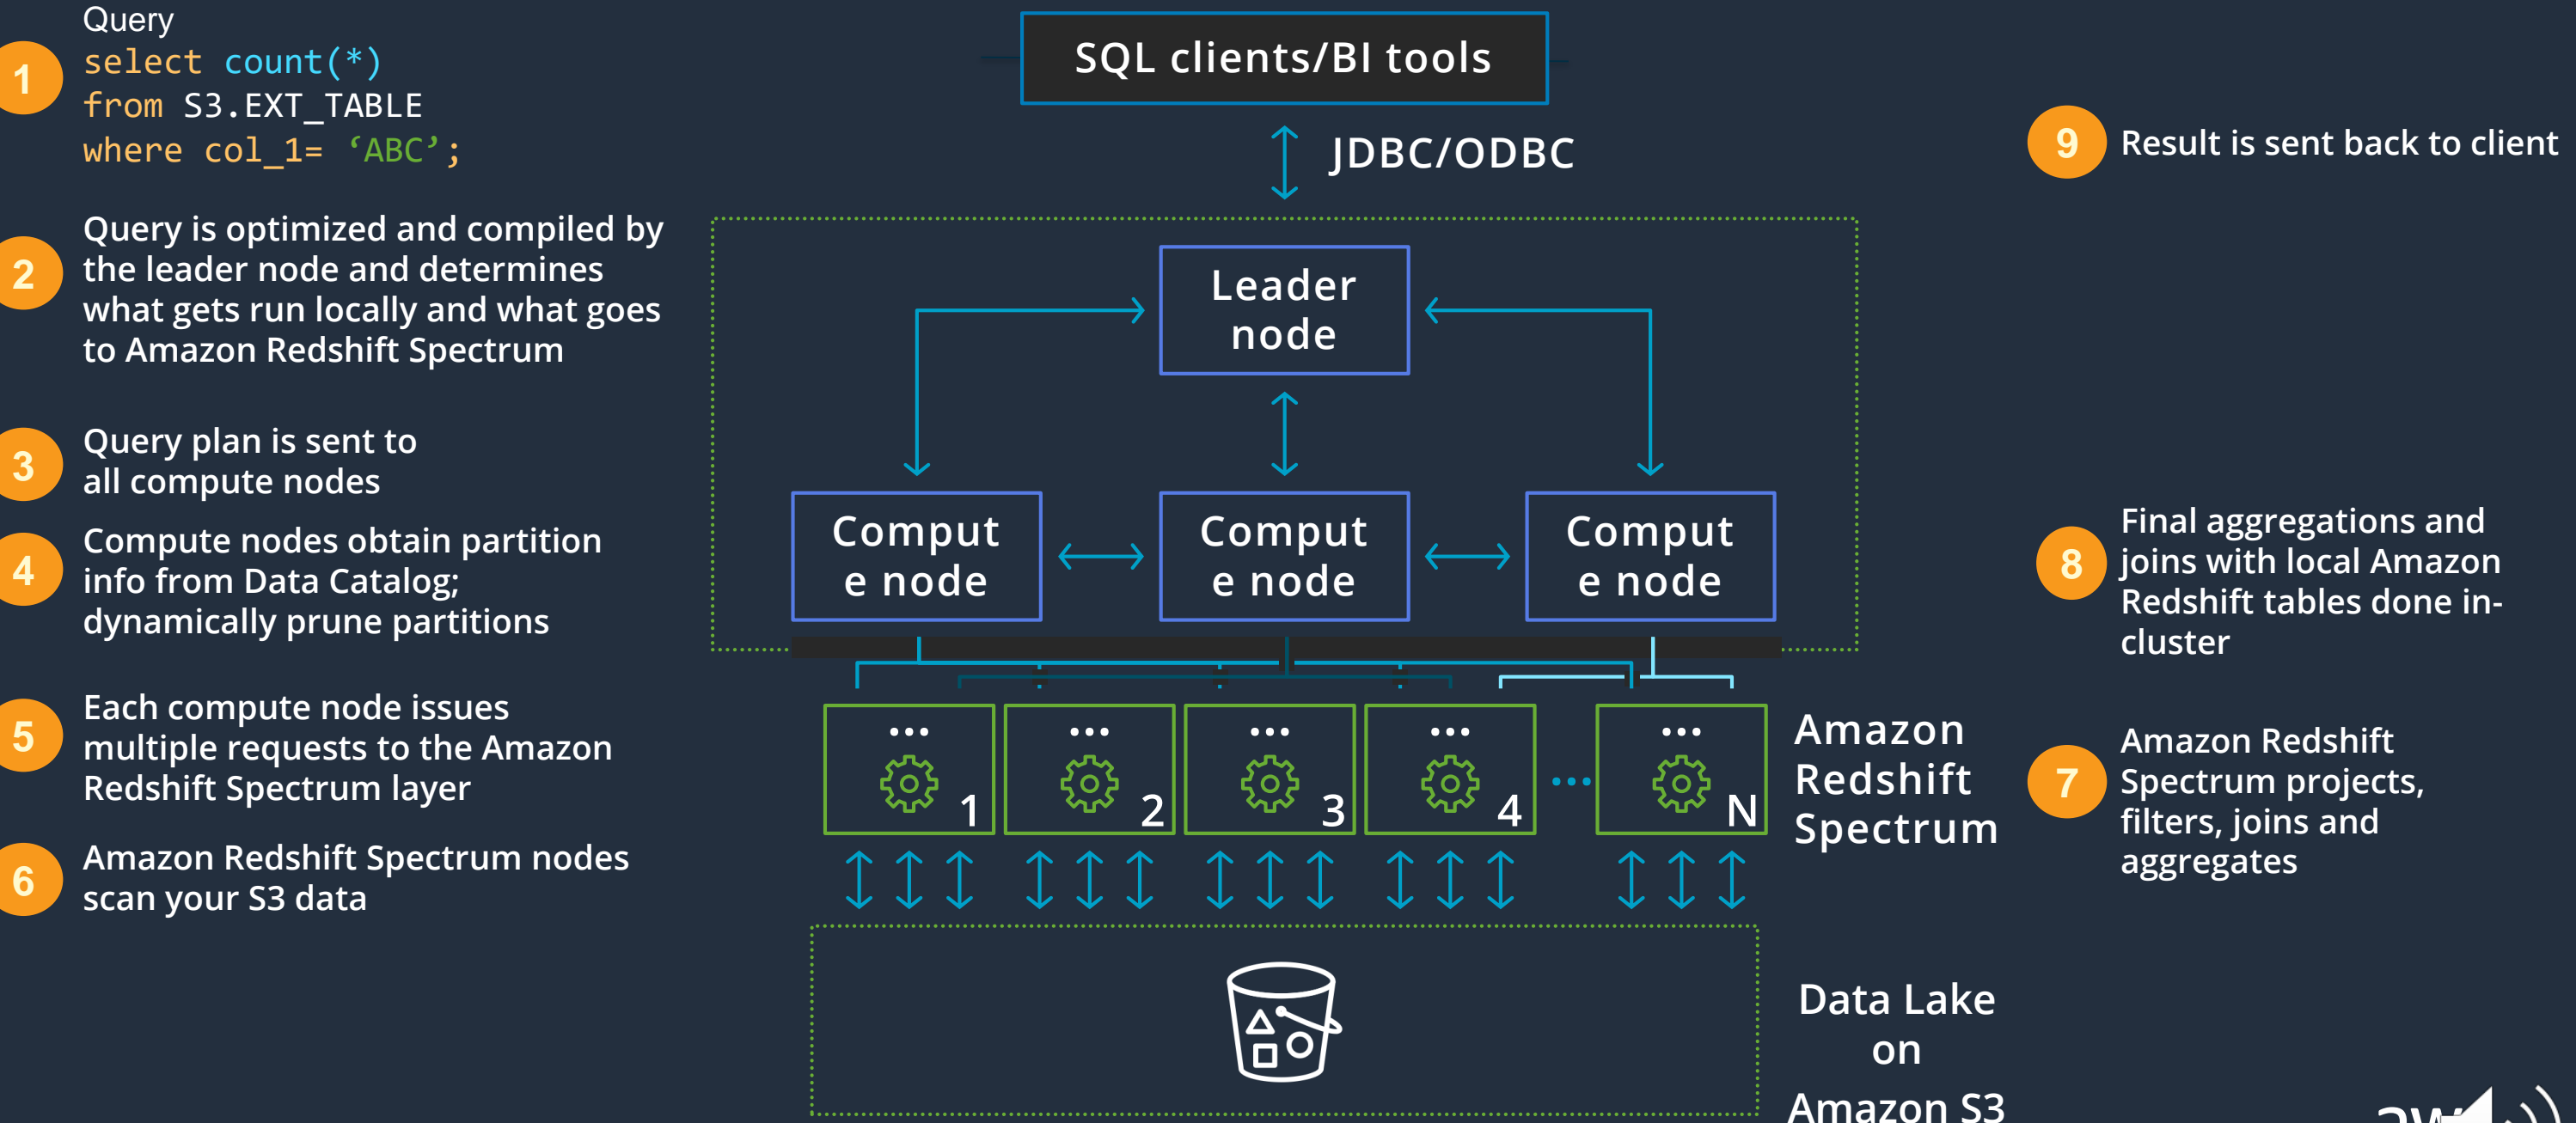 Query
1
select count(*)
from S3.EXT_TABLE
where col_1= ‘ABC’;
2
Query is optimized and compiled by
the leader node and determines
what gets run locally and what goes
to Amazon Redshift Spectrum
3
Query plan is sent to
all compute nodes
4
Compute nodes obtain partition
info from Data Catalog;
dynamically prune partitions
5
Each compute node issues
multiple requests to the Amazon
Redshift Spectrum layer
6
Amazon Redshift Spectrum nodes
scan your S3 data
SQL clients/BI tools
JDBC/ODBC
Leader
node
Comput
e node
Comput
e node
Comput
e node
...
1
...
2
...
3
...
4
...
...
N
Amazon
Redshift
Spectrum
Data Lake
on
Amazon S3
9
Result is sent back to client
8
Final aggregations and
joins with local Amazon
Redshift tables done in-
cluster
7
Amazon Redshift
Spectrum projects,
filters, joins and
aggregates